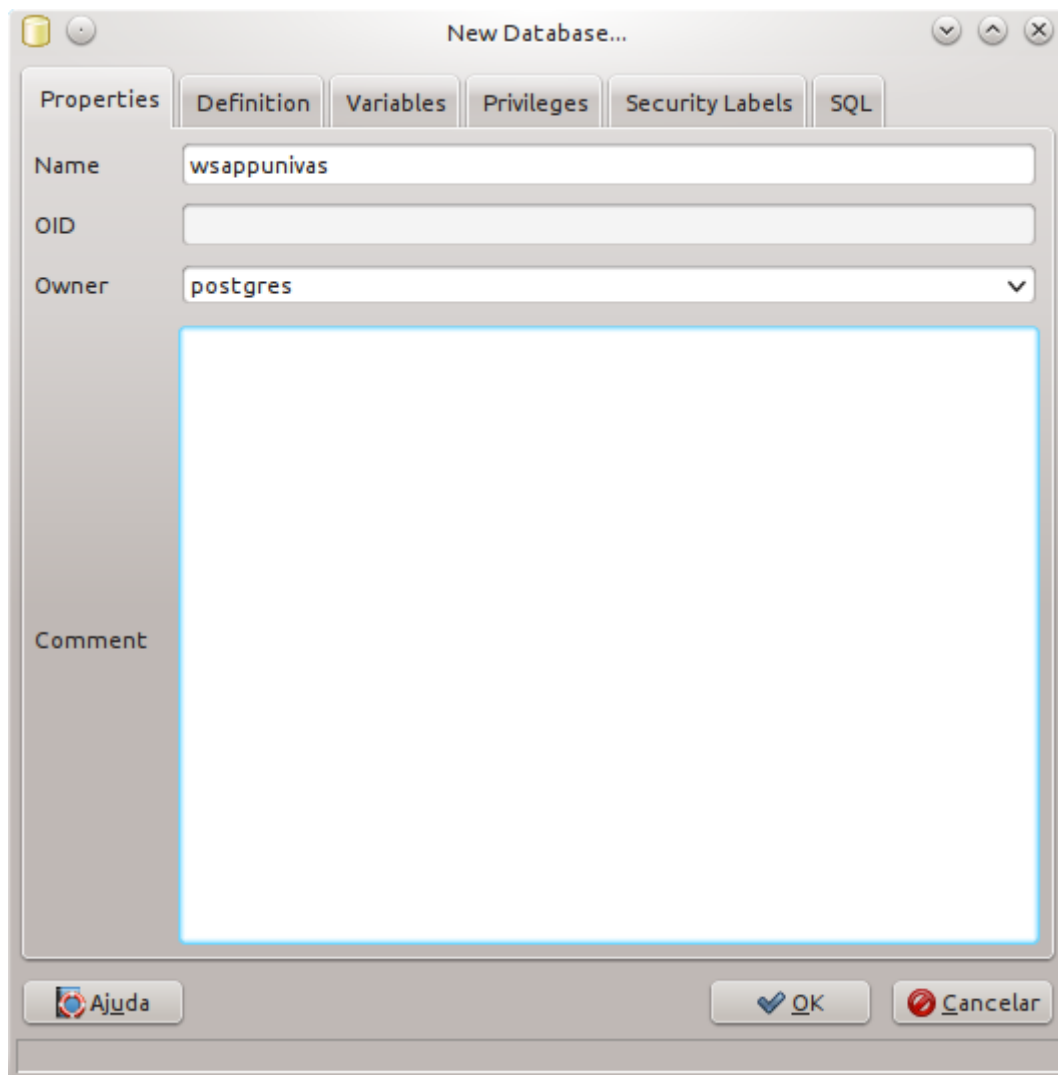 New Database...
Properties Definition Variables Privileges Security Labels SQL
Name wsappunivas
OID
Owner postgres
Comment
Ajuda OK Cancelar